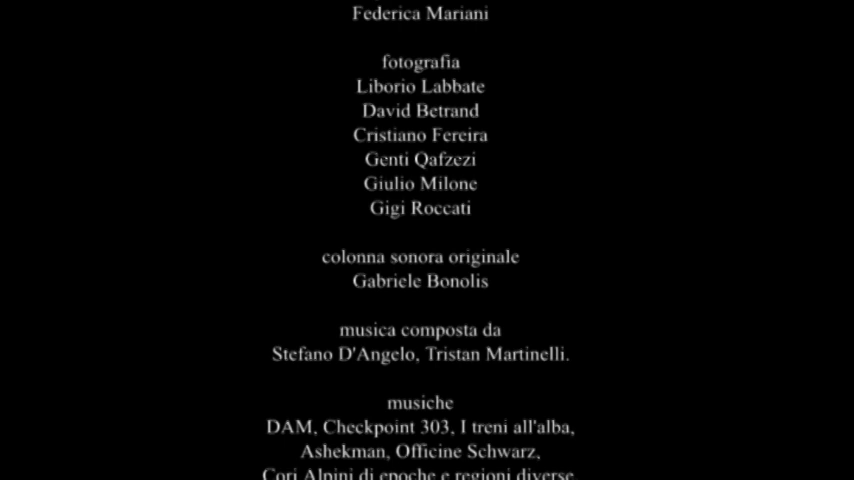 Federica Mariani
fotografia
Liborio Labbate
David Betrand
Cristiano Fereira
Genti Qafzezi
Giulio Milone
Gigi Roccati
colonna sonora originale
Gabriele Bonolis
musica composta da
Stefano D'Angelo, Tristan Martinelli.
musiche
DAM, Checkpoint 303, I treni all'alba,
Ashekman, Officine Schwarz,
Cori Alpini di epoche e regioni diverse